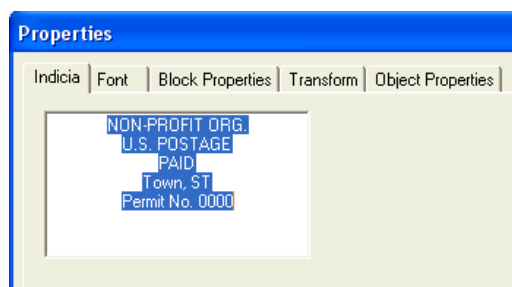 Properties
Indicia Font Block Properties Transform Object Properties
NON-PROFIT ORG.
U.S. POSTAGE
PAID
Town, ST
Permit No. 0000